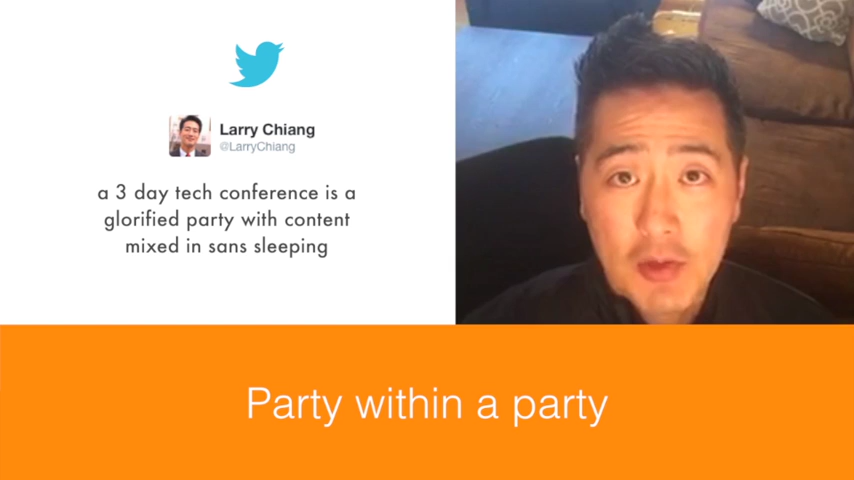 Larry Chiang
@LarryChiang
a 3 day tech conference is a
glorified party with content
mixed in sans sleeping
Party within a party